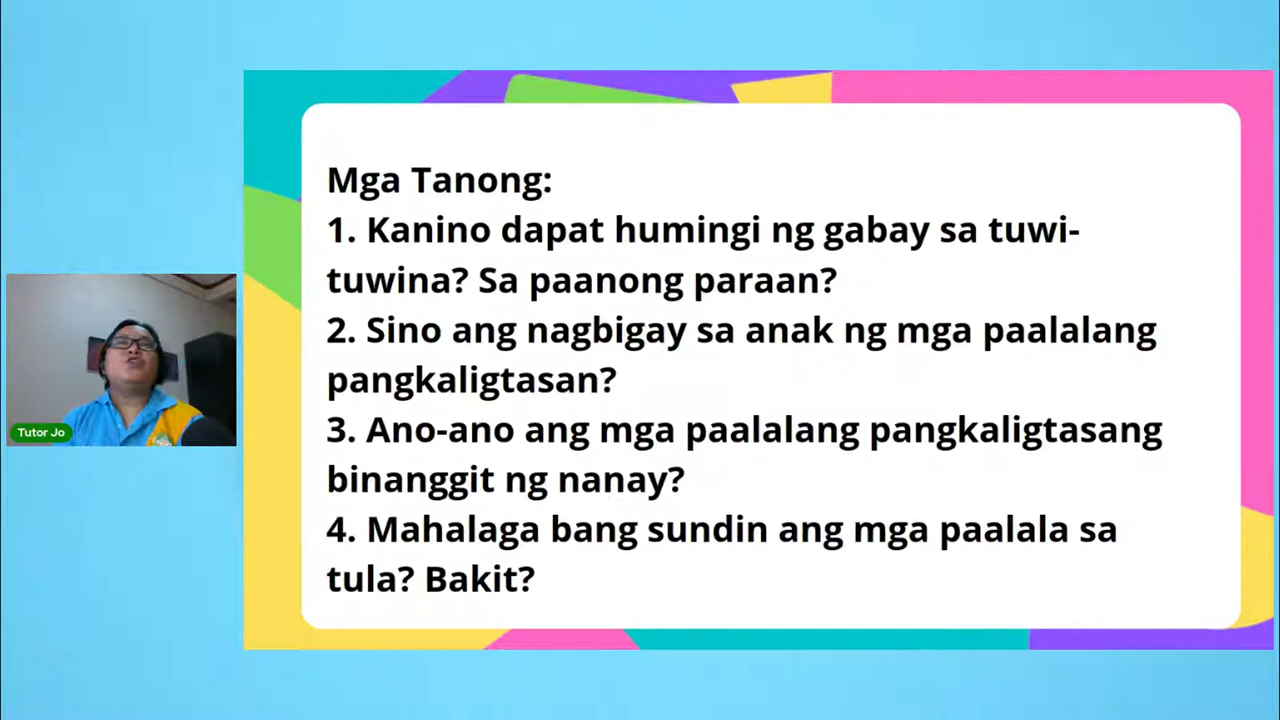 Mga Tanong:
1. Kanino dapat humingi ng gabay sa tuwi-
tuwina? Sa paanong paraan?
2. Sino ang nagbigay sa anak ng mga paalalang
pangkaligtasan?
3. Ano-ano ang mga paalalang pangkaligtasang
binanggit ng nanay?
4. Mahalaga bang sundin ang mga paalala sa
tula? Bakit?
Tutor Jo